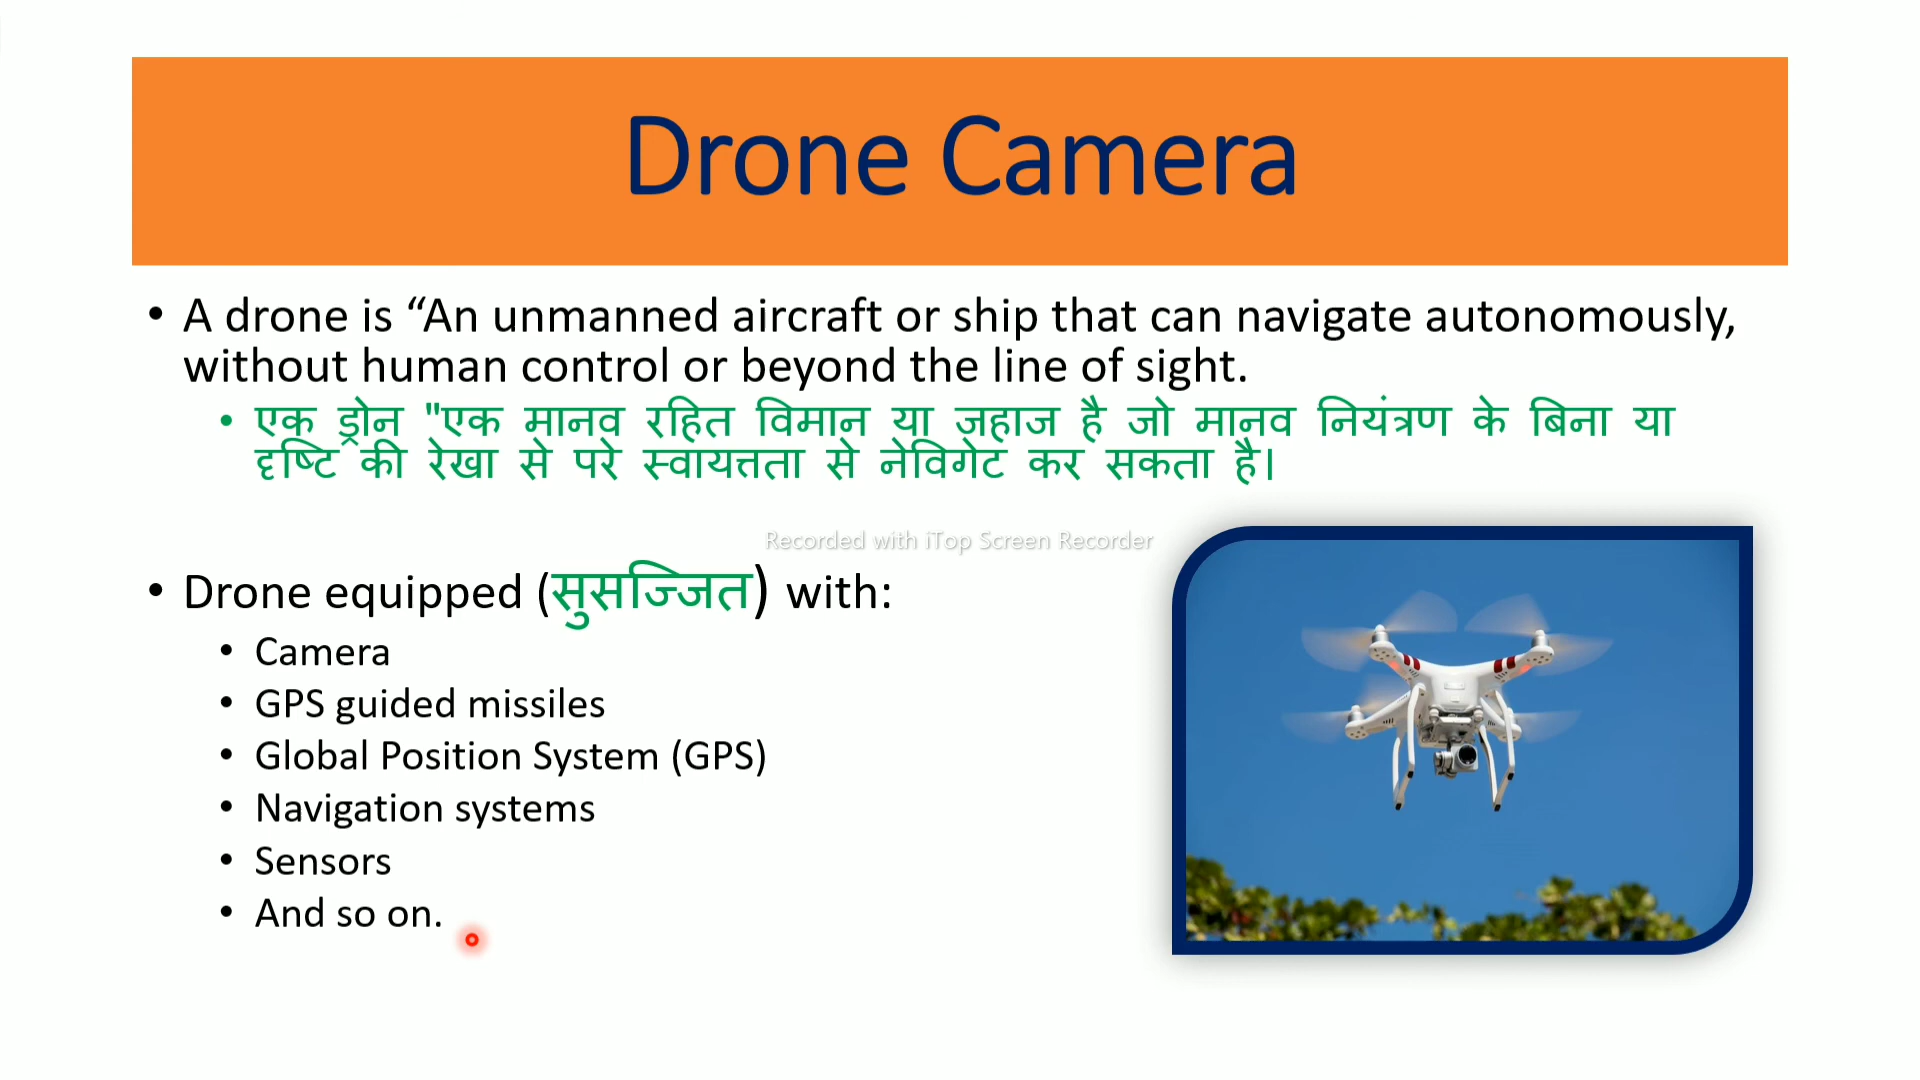 Drone Camera
• A drone is “An unmanned aircraft or ship that can navigate autonomously,
without human control or beyond the line of sight.
• एक ड्रोन "एक मानव रहित विमान या जहाज है जो मानव नियंत्रण के बिना या
दृष्टि की रेखा से परे स्वायत्तता से नेविगेट कर सकता है।
Recorded with iTop Screen Recorder
• Drone equipped (सुसज्जित) with:
• Camera
• GPS guided missiles
• Global Position System (GPS)
• Navigation systems
• Sensors
• And so on.